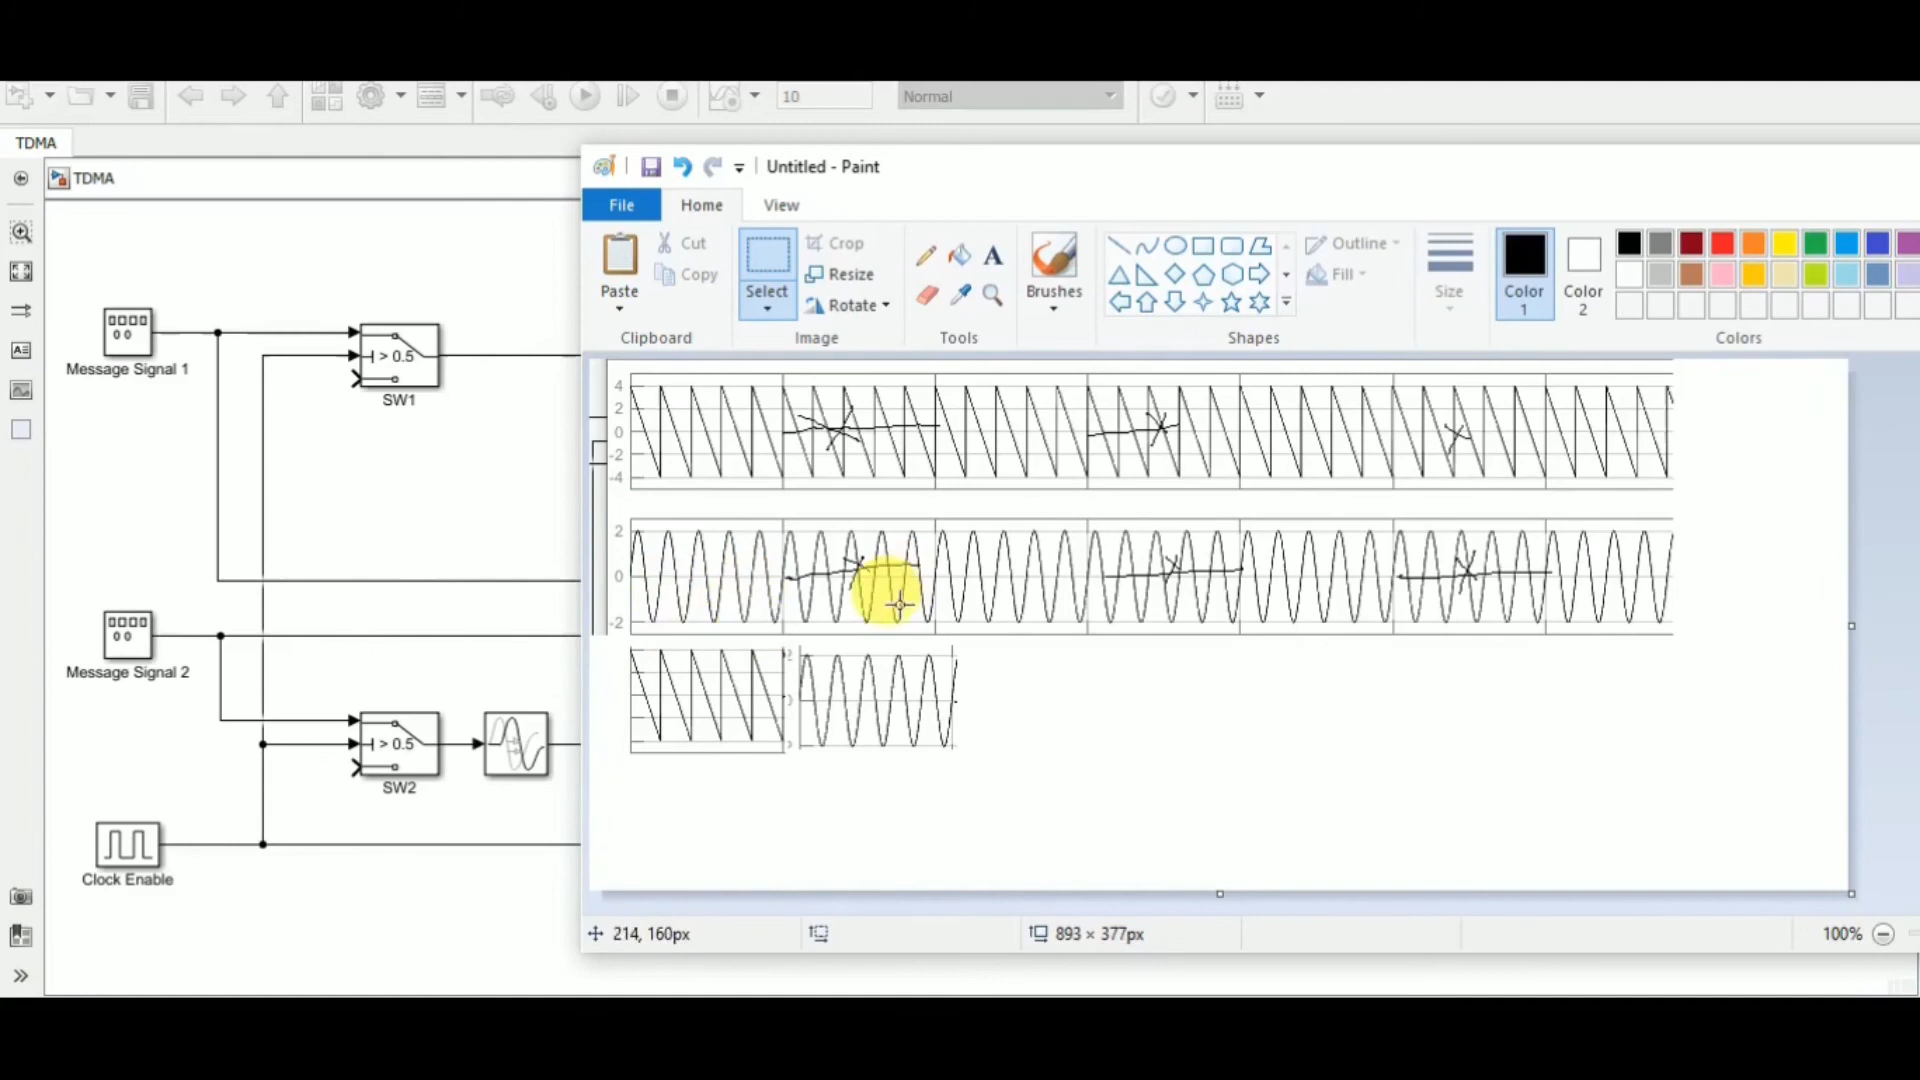 10
Normal
TDMA
TDMA
Untitled - Paint
File Home View
Paste
Cut
Copy
Clipboard
Select
Crop
Resize
Rotate
Image
A
Tools
Brushes
Shapes
Outline
Fill
Size
Color
1
Color
2
Colors
Message Signal 1
> 0.5
SW1
Message Signal 2
> 0.5
SW2
Clock Enable
4
2
0
-2
-4
2
0
-2
214, 160px
893 × 377px
100%